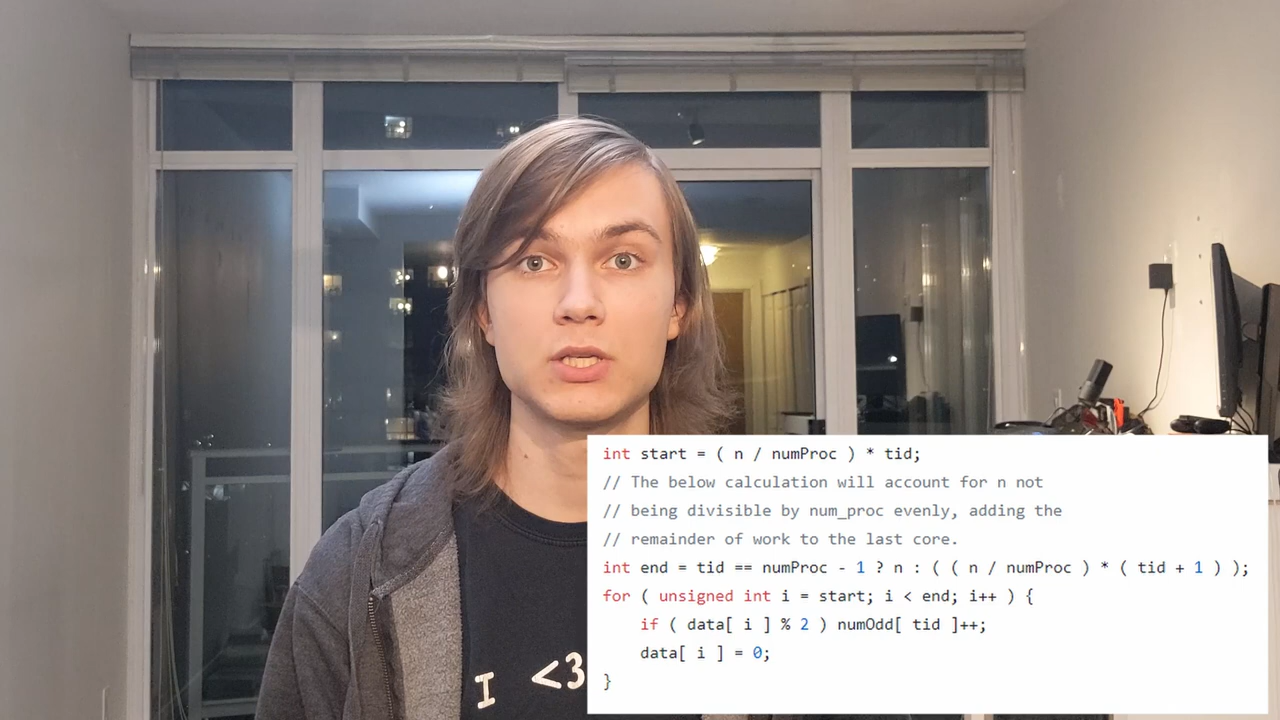 int start = ( n / numProc ) * tid;
// The below calculation will account for n not
// being divisible by num_proc evenly, adding the
// remainder of work to the last core.
int end = tid == numProc - 1 ? n : ( ( n / numProc ) * ( tid + 1 ) );
for ( unsigned int i = start; i < end; i++ ) {
    if ( data[ i ] % 2 ) numOdd[ tid ]++;
    data[ i ] = 0;
}
I <3